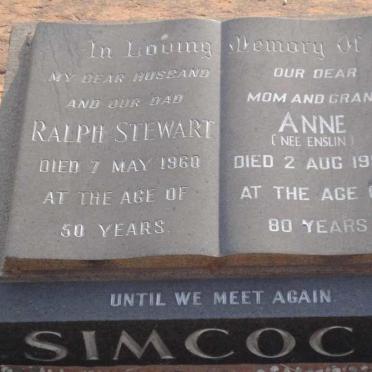 In Loving Memory Of
MY DEAR HUSBAND
AND OUR DAD
RALPH STEWART
DIED 7 MAY 1960
AT THE AGE OF
50 YEARS.
OUR DEAR
MOM AND GRAN
ANNE
(NEE ENSLIN)
DIED 2 AUG
AT THE AGE
80 YEARS
UNTIL WE MEET AGAIN.
SIMCOC